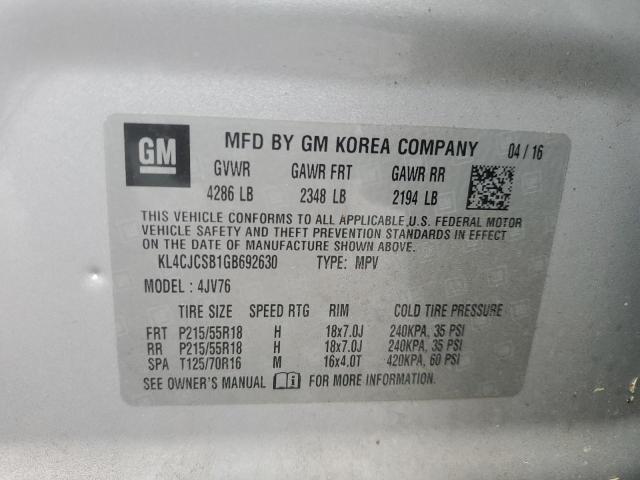 GM
MFD BY GM KOREA COMPANY 04 / 16
GVWR GAWR FRT GAWR RR
4286 LB 2348 LB 2194 LB
THIS VEHICLE CONFORMS TO ALL APPLICABLE U.S. FEDERAL MOTOR
VEHICLE SAFETY AND THEFT PREVENTION STANDARDS IN EFFECT
ON THE DATE OF MANUFACTURE SHOWN ABOVE.
KL4CJCSB1GB692630 TYPE: MPV
MODEL : 4JV76
TIRE SIZE SPEED RTG RIM COLD TIRE PRESSURE
FRT P215/55R18 H 18x7.0J 240KPA, 35 PSI
RR P215/55R18 H 18x7.0J 240KPA, 35 PSI
SPA T125/70R16 M 16x4.0T 420KPA, 60 PSI
SEE OWNER'S MANUAL FOR MORE INFORMATION.